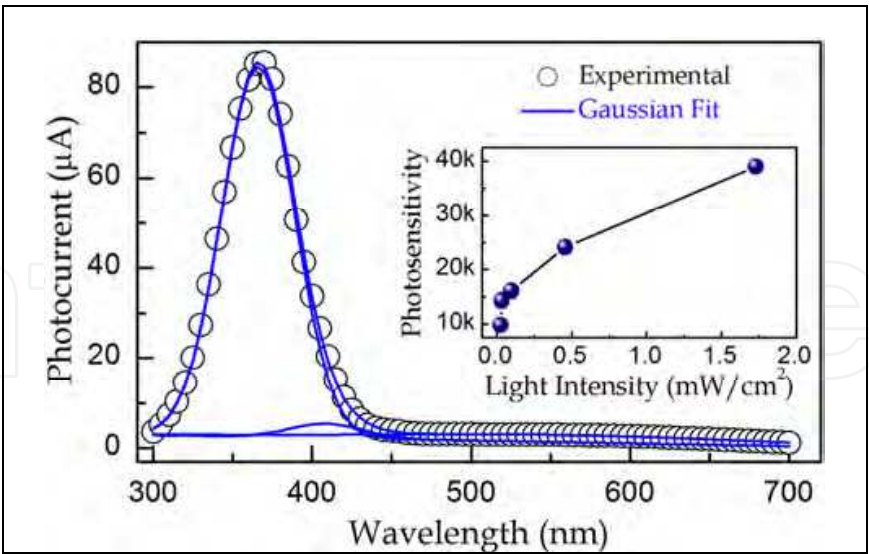 Experimental
Gaussian Fit
Photocurrent (μA)
80
60
40
20
0
300 400 500 600 700
Wavelength (nm)
Photosensitivity
40k
30k
20k
10k
0.0 0.5 1.0 1.5 2.0
Light Intensity (mW/cm²)